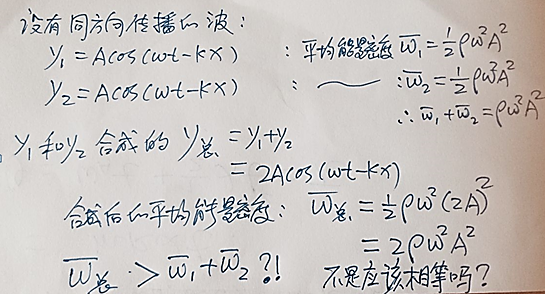 设有同方向传播的波：
y₁ = Acos(ωt-kx) ：平均能量密度 w̄₁ = ½ρω²A²
y₂ = Acos(ωt-kx) ： —— ：w̄₂ = ½ρω²A²
∴ w̄₁ + w̄₂ = ρω²A²
y₁和y₂合成的 y总 = y₁+y₂
= 2Acos(ωt-kx)
合成后的平均能量密度： w̄总 = ½ρω²(2A)²
= 2ρω²A²
w̄总 > w̄₁ + w̄₂ ?! 不是应该相等吗？